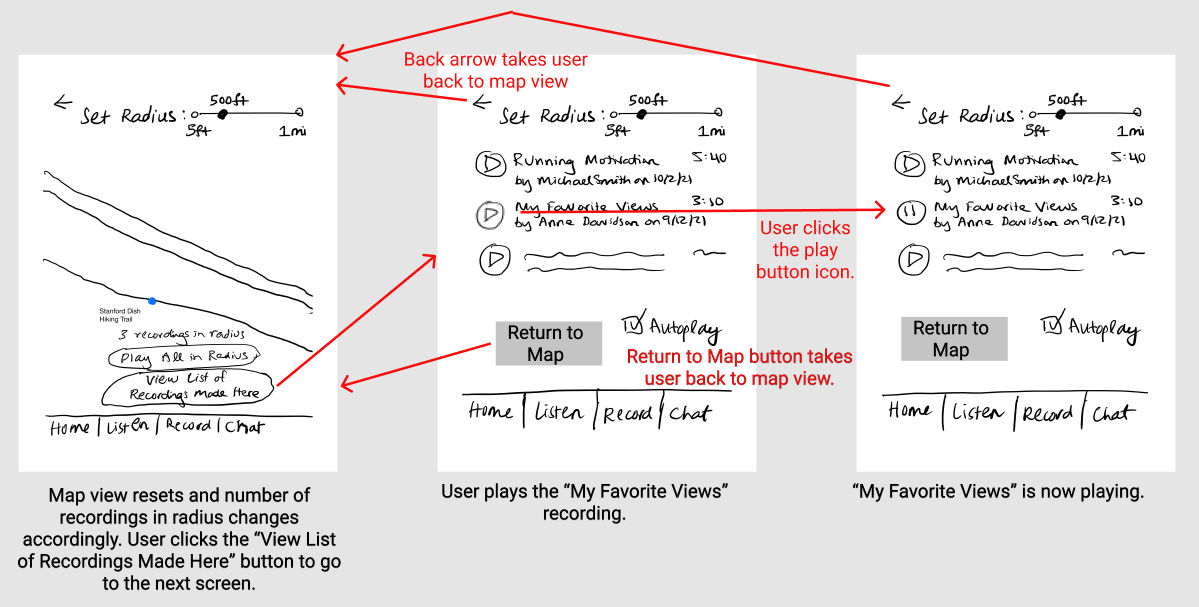 Back arrow takes user
back to map view
← Set Radius:
500ft
5ft
1mi
Stanford Dish
Hiking Trail
3 recordings in radius
Play All in Radius
View List of
Recordings Made Here
Home | Listen | Record | Chat
Map view resets and number of
recordings in radius changes
accordingly. User clicks the “View List
of Recordings Made Here” button to go
to the next screen.
← Set Radius:
500ft
5ft
1mi
Running Motivation 5:40
by Michael Smith on 10/2/21
My Favorite Views 3:10
by Anne Davidson on 9/12/21
Return to
Map
Autoplay
Return to Map button takes
user back to map view.
Home | Listen | Record | Chat
User plays the “My Favorite Views”
recording.
User clicks
the play
button icon.
← Set Radius:
500ft
5ft
1mi
Running Motivation 5:40
by Michael Smith on 10/2/21
My Favorite Views 3:10
by Anne Davidson on 9/12/21
Return to
Map
Autoplay
Home | Listen | Record | Chat
“My Favorite Views” is now playing.